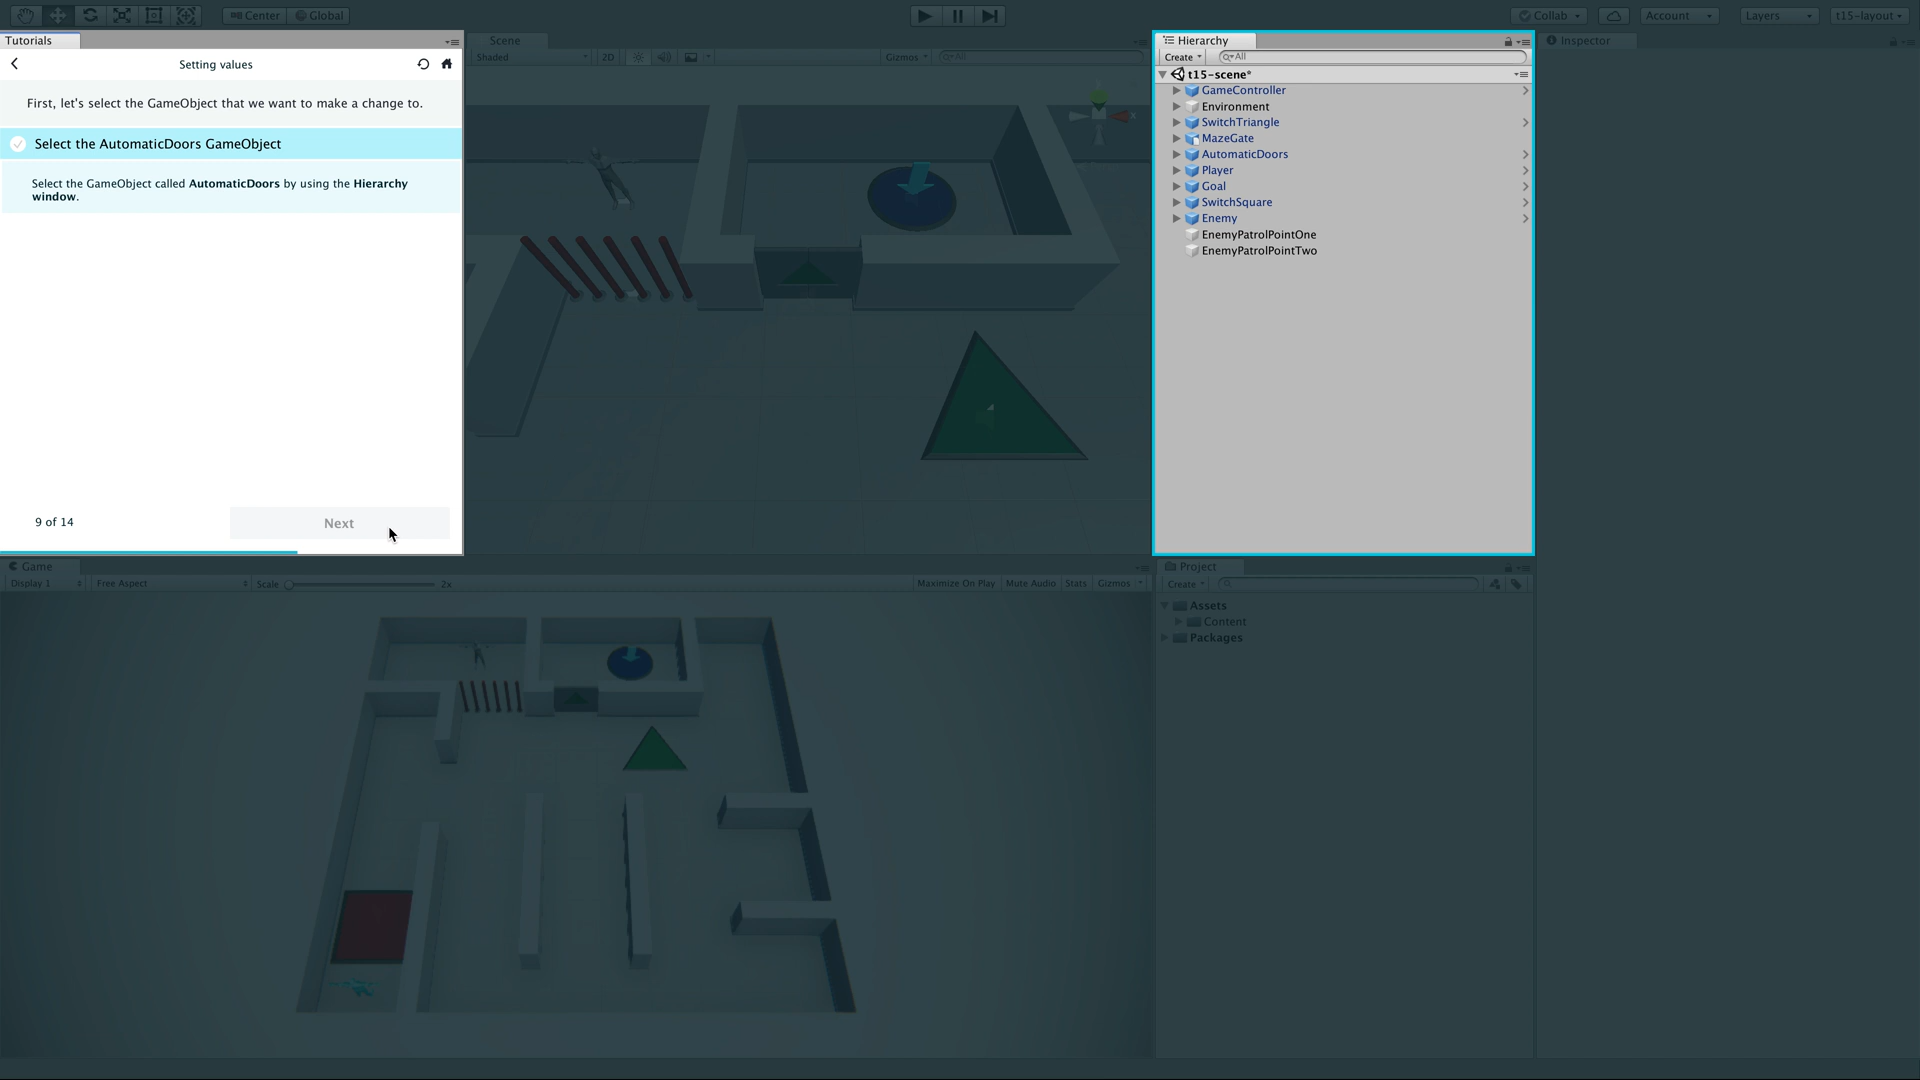 Center
Global
Collab
Account
Layers
t15-layout
Tutorials
Setting values
First, let's select the GameObject that we want to make a change to.
Select the AutomaticDoors GameObject
Select the GameObject called AutomaticDoors by using the Hierarchy
window.
9 of 14
Next
Scene
Shaded
2D
Gizmos
All
x
Hierarchy
Create
All
t15-scene*
GameController
Environment
SwitchTriangle
MazeGate
AutomaticDoors
Player
Goal
SwitchSquare
Enemy
EnemyPatrolPointOne
EnemyPatrolPointTwo
Inspector
Game
Display 1
Free Aspect
Scale
2x
Maximize On Play
Mute Audio
Stats
Gizmos
Project
Create
Assets
Content
Packages